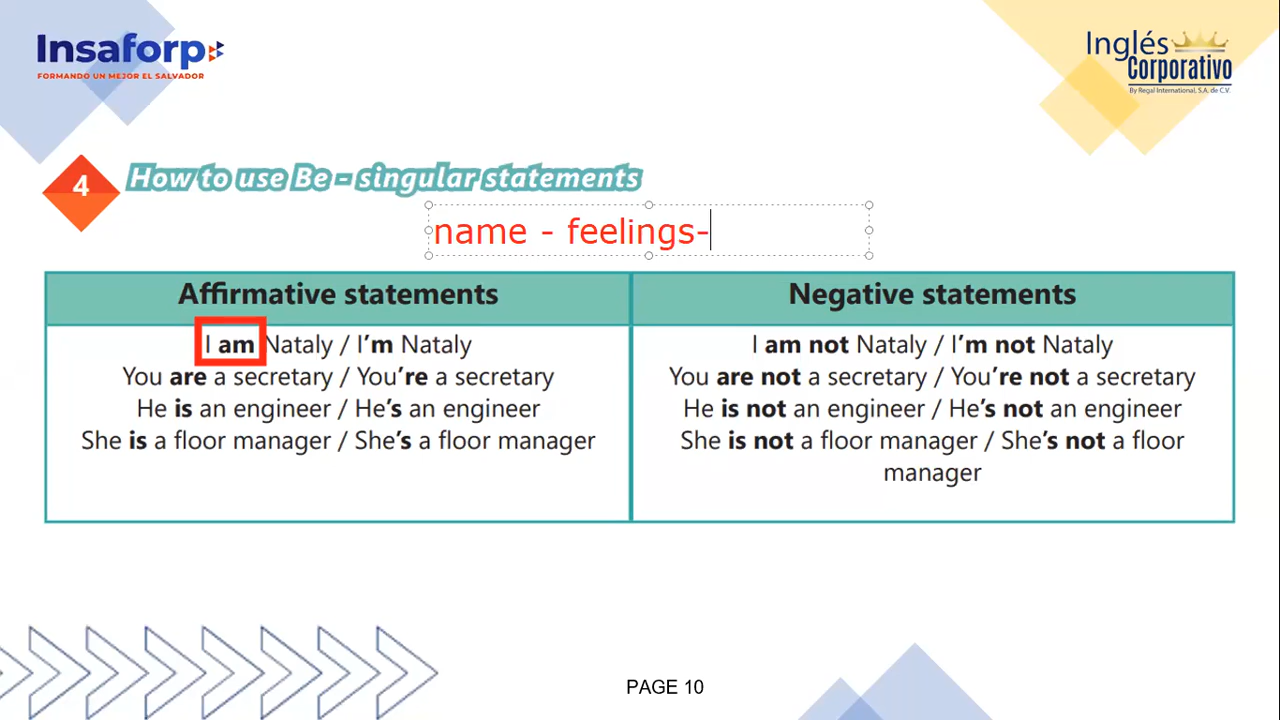 Insaforp
FORMANDO UN MEJOR EL SALVADOR
Inglés
Corporativo
By Regal International, S.A. de C.V.
4
How to use Be - singular statements
name - feelings-
Affirmative statements
I am Nataly / I'm Nataly
You are a secretary / You're a secretary
He is an engineer / He's an engineer
She is a floor manager / She's a floor manager
Negative statements
I am not Nataly / I'm not Nataly
You are not a secretary / You're not a secretary
He is not an engineer / He's not an engineer
She is not a floor manager / She's not a floor
manager
PAGE 10